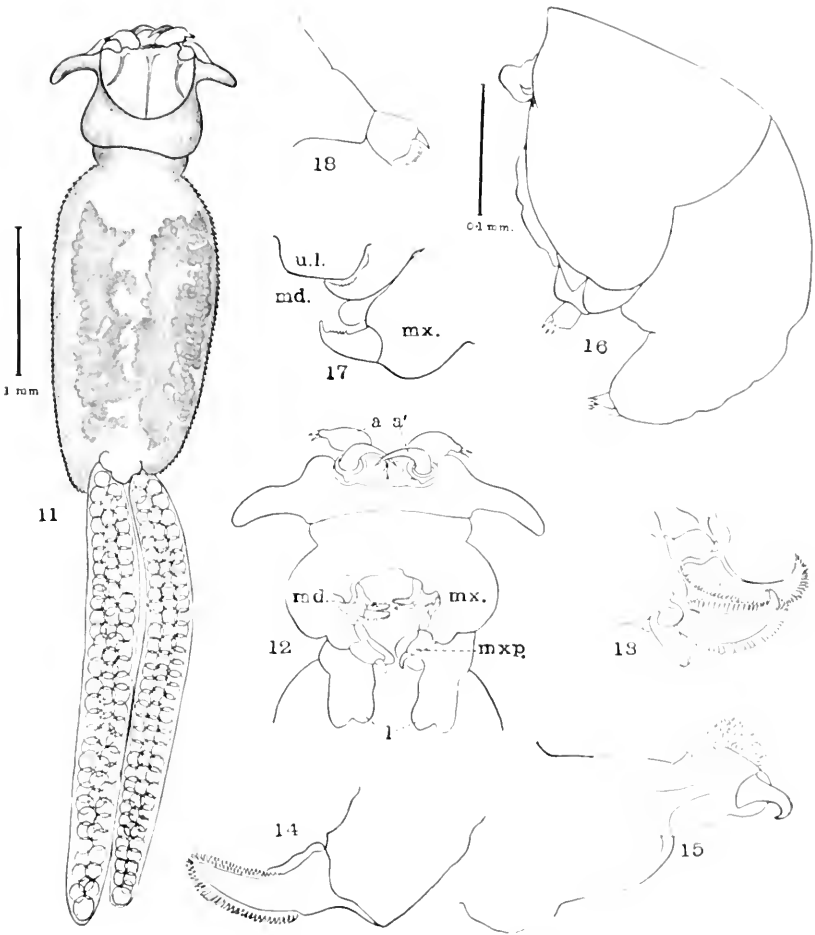 18
0·1 mm.
u.l.
md.
mx.
17
16
1 mm
a a′
11
md.
mx.
12
mxp.
13
1
14
15